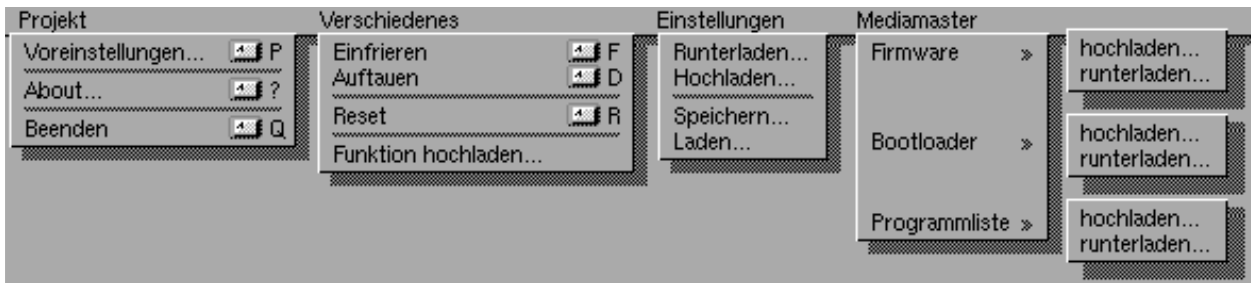 Projekt Verschiedenes Einstellungen Mediamaster
Voreinstellungen... A P
About... A ?
Beenden A Q
Einfrieren A F
Auftauen A D
Reset A R
Funktion hochladen...
Runterladen...
Hochladen...
Speichern...
Laden...
Firmware »
hochladen...
runterladen...
Bootloader »
hochladen...
runterladen...
Programmliste »
hochladen...
runterladen...